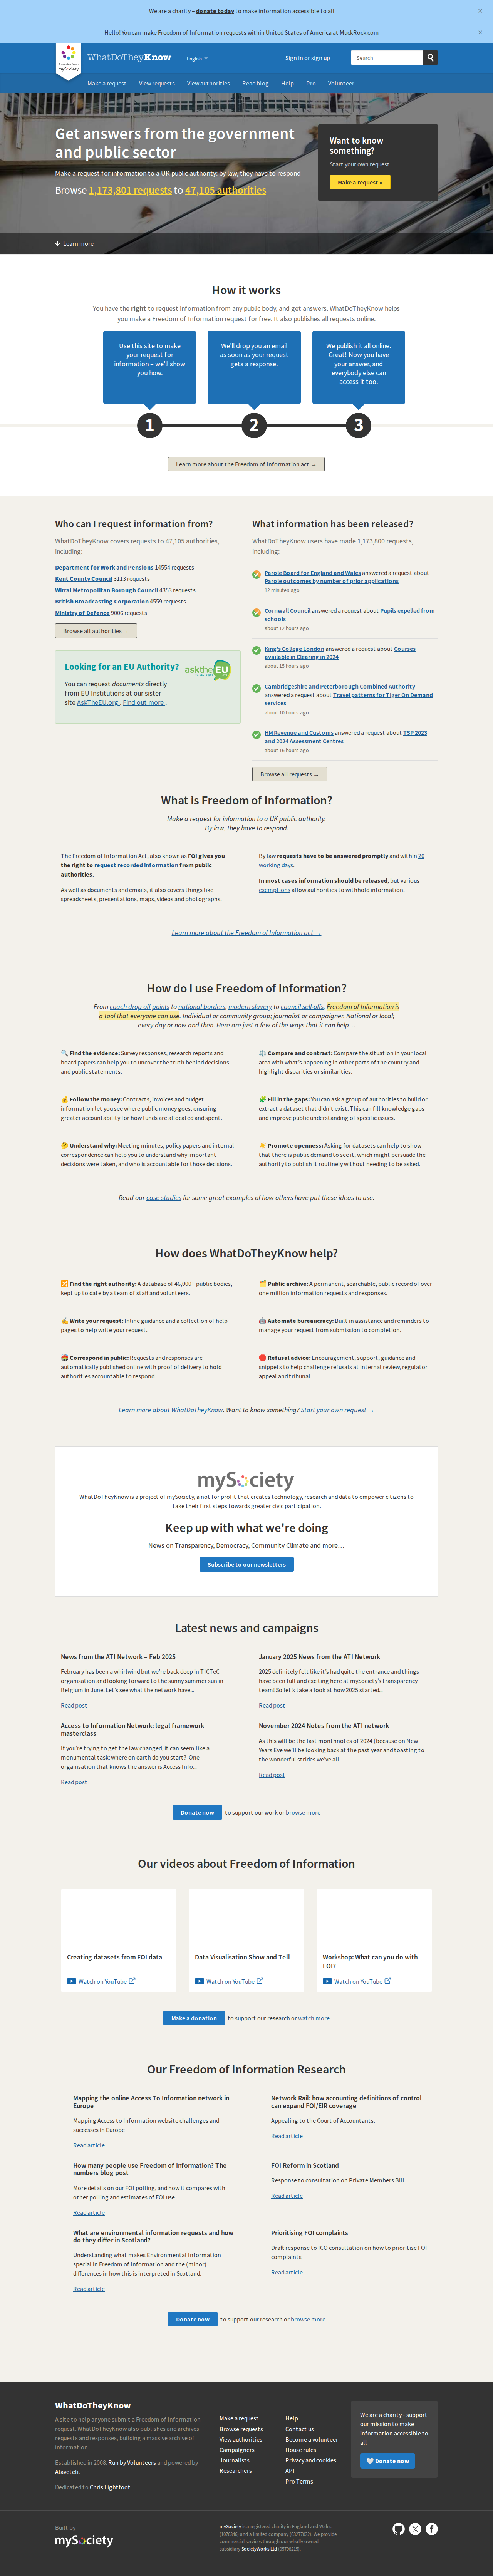 We are a charity – donate today to make information accessible to all
×
Hello! You can make Freedom of Information requests within United States of America at MuckRock.com
×
A service from
mySociety
WhatDoTheyKnow
English
Sign in or sign up
Search
Make a request
View requests
View authorities
Read blog
Help
Pro
Volunteer
Get answers from the government
and public sector
Make a request for information to a UK public authority: by law, they have to respond
Browse 1,173,801 requests to 47,105 authorities
Want to know
something?
Start your own request
Make a request »
Learn more
How it works
You have the right to request information from any public body, and get answers. WhatDoTheyKnow helps
you make a Freedom of Information request for free. It also publishes all requests online.
Use this site to make
your request for
information – we'll show
you how.
We'll drop you an email
as soon as your request
gets a response.
We publish it all online.
Great! Now you have
your answer, and
everybody else can
access it too.
1
2
3
Learn more about the Freedom of Information act →
Who can I request information from?
WhatDoTheyKnow covers requests to 47,105 authorities,
including:
Department for Work and Pensions 14554 requests
Kent County Council 3113 requests
Wirral Metropolitan Borough Council 4353 requests
British Broadcasting Corporation 4559 requests
Ministry of Defence 9006 requests
Browse all authorities →
Looking for an EU Authority?
asktheEU
You can request documents directly
from EU Institutions at our sister
site AskTheEU.org . Find out more .
What information has been released?
WhatDoTheyKnow users have made 1,173,800 requests,
including:
Parole Board for England and Wales answered a request about
Parole outcomes by number of prior applications
12 minutes ago
Cornwall Council answered a request about Pupils expelled from
schools
about 12 hours ago
King's College London answered a request about Courses
available in Clearing in 2024
about 15 hours ago
Cambridgeshire and Peterborough Combined Authority
answered a request about Travel patterns for Tiger On Demand
services
about 10 hours ago
HM Revenue and Customs answered a request about TSP 2023
and 2024 Assessment Centres
about 16 hours ago
Browse all requests →
What is Freedom of Information?
Make a request for information to a UK public authority.
By law, they have to respond.
The Freedom of Information Act, also known as FOI gives you
the right to request recorded information from public
authorities.
As well as documents and emails, it also covers things like
spreadsheets, presentations, maps, videos and photographs.
By law requests have to be answered promptly and within 20
working days.
In most cases information should be released, but various
exemptions allow authorities to withhold information.
Learn more about the Freedom of Information act →
How do I use Freedom of Information?
From coach drop off points to national borders; modern slavery to council sell-offs, Freedom of Information is
a tool that everyone can use. Individual or community group; journalist or campaigner. National or local;
every day or now and then. Here are just a few of the ways that it can help…
🔍 Find the evidence: Survey responses, research reports and
board papers can help you to uncover the truth behind decisions
and public statements.
⚖️ Compare and contrast: Compare the situation in your local
area with what's happening in other parts of the country and
highlight disparities or similarities.
💰 Follow the money: Contracts, invoices and budget
information let you see where public money goes, ensuring
greater accountability for how funds are allocated and spent.
🧩 Fill in the gaps: You can ask a group of authorities to build or
extract a dataset that didn't exist. This can fill knowledge gaps
and improve public understanding of specific issues.
🤔 Understand why: Meeting minutes, policy papers and internal
correspondence can help you to understand why important
decisions were taken, and who is accountable for those decisions.
☀️ Promote openness: Asking for datasets can help to show
that there is public demand to see it, which might persuade the
authority to publish it routinely without needing to be asked.
Read our case studies for some great examples of how others have put these ideas to use.
How does WhatDoTheyKnow help?
🔀 Find the right authority: A database of 46,000+ public bodies,
kept up to date by a team of staff and volunteers.
🗂️ Public archive: A permanent, searchable, public record of over
one million information requests and responses.
✍️ Write your request: Inline guidance and a collection of help
pages to help write your request.
🤖 Automate bureaucracy: Built in assistance and reminders to
manage your request from submission to completion.
Correspond in public: Requests and responses are
automatically published online with proof of delivery to hold
authorities accountable to respond.
🛑 Refusal advice: Encouragement, support, guidance and
snippets to help challenge refusals at internal review, regulator
appeal and tribunal.
Learn more about WhatDoTheyKnow. Want to know something? Start your own request →
mySociety
WhatDoTheyKnow is a project of mySociety, a not for profit that creates technology, research and data to empower citizens to
take their first steps towards greater civic participation.
Keep up with what we're doing
News on Transparency, Democracy, Community Climate and more…
Subscribe to our newsletters
Latest news and campaigns
News from the ATI Network – Feb 2025
February has been a whirlwind but we're back deep in TICTeC
organisation and looking forward to the sunny summer sun in
Belgium in June. Let's see what the network have...
Read post
January 2025 News from the ATI Network
2025 definitely felt like it's had quite the entrance and things
have been full and exciting here at mySociety's transparency
team! So let's take a look at how 2025 started...
Read post
Access to Information Network: legal framework
masterclass
If you're trying to get the law changed, it can seem like a
monumental task: where on earth do you start? One
organisation that knows the answer is Access Info...
Read post
November 2024 Notes from the ATI network
As this will be the last monthnotes of 2024 (because on New
Years Eve we'll be looking back at the past year and toasting to
the wonderful strides we've all...
Read post
Donate now to support our work or browse more
Our videos about Freedom of Information
Creating datasets from FOI data
Watch on YouTube
Data Visualisation Show and Tell
Watch on YouTube
Workshop: What can you do with
FOI?
Watch on YouTube
Make a donation to support our research or watch more
Our Freedom of Information Research
Mapping the online Access To Information network in
Europe
Mapping Access to Information website challenges and
successes in Europe
Read article
Network Rail: how accounting definitions of control
can expand FOI/EIR coverage
Appealing to the Court of Accountants.
Read article
How many people use Freedom of Information? The
numbers blog post
More details on our FOI polling, and how it compares with
other polling and estimates of FOI use.
Read article
FOI Reform in Scotland
Response to consultation on Private Members Bill
Read article
What are environmental information requests and how
do they differ in Scotland?
Understanding what makes Environmental Information
special in Freedom of Information and the (minor)
differences in how this is interpreted in Scotland.
Read article
Prioritising FOI complaints
Draft response to ICO consultation on how to prioritise FOI
complaints
Read article
Donate now to support our research or browse more
WhatDoTheyKnow
A site to help anyone submit a Freedom of Information
request. WhatDoTheyKnow also publishes and archives
requests and responses, building a massive archive of
information.
Established in 2008. Run by Volunteers and powered by
Alaveteli.
Dedicated to Chris Lightfoot.
Make a request
Browse requests
View authorities
Campaigners
Journalists
Researchers
Help
Contact us
Become a volunteer
House rules
Privacy and cookies
API
Pro Terms
We are a charity - support
our mission to make
information accessible to
all
🤍 Donate now
Built by
mySociety
mySociety is a registered charity in England and Wales
(1076346) and a limited company (03277032). We provide
commercial services through our wholly owned
subsidiary SocietyWorks Ltd (05798215).